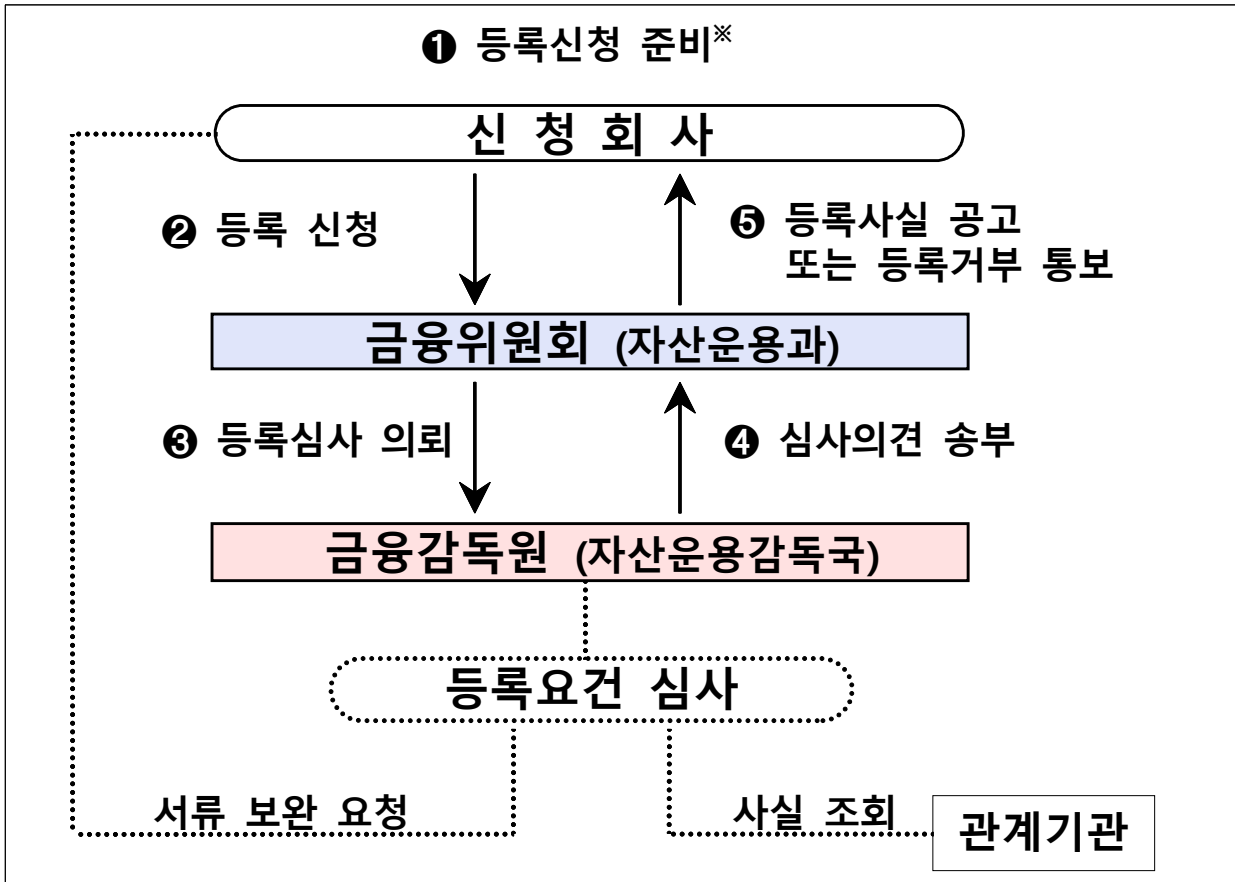 ❶ 등록신청 준비※
신 청 회 사
❷ 등록 신청
❺ 등록사실 공고
또는 등록거부 통보
금융위원회 (자산운용과)
❸ 등록심사 의뢰
❹ 심사의견 송부
금융감독원 (자산운용감독국)
등록요건 심사
서류 보완 요청
사실 조회
관계기관